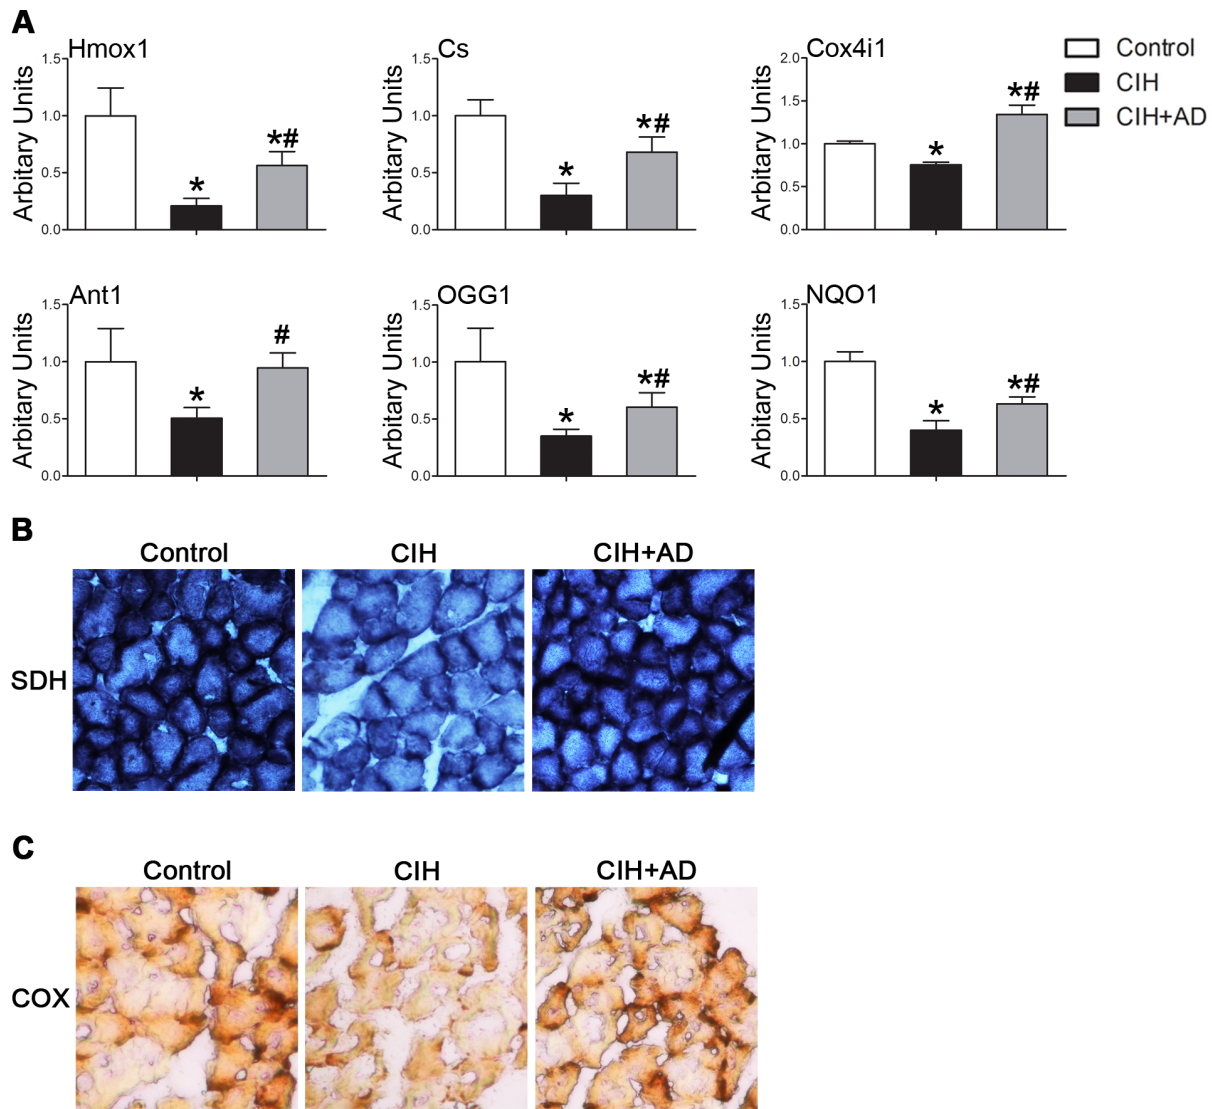 A
Hmox1
Cs
Cox4i1
Control
CIH
CIH+AD
Arbitary Units
1.5
1.0
0.5
0.0
*
*#
Arbitary Units
1.5
1.0
0.5
0.0
*
*#
Arbitary Units
2.0
1.5
1.0
0.5
0.0
*
*#
Ant1
OGG1
NQO1
Arbitary Units
1.5
1.0
0.5
0.0
*
#
Arbitary Units
1.5
1.0
0.5
0.0
*
*#
Arbitary Units
1.5
1.0
0.5
0.0
*
*#
B
Control
CIH
CIH+AD
SDH
C
Control
CIH
CIH+AD
COX